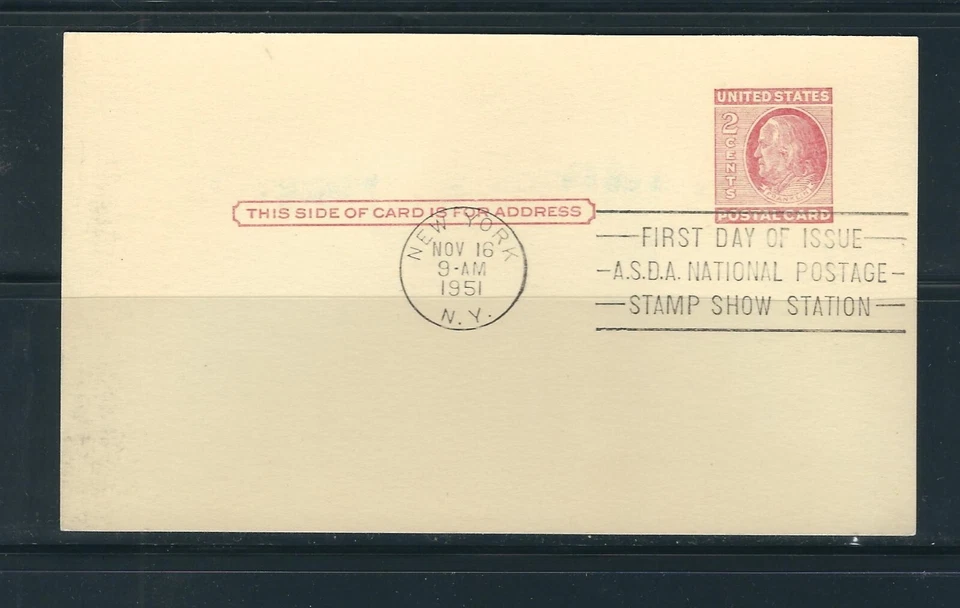 UNITED STATES
2 CENTS
POSTAL CARD
THIS SIDE OF CARD IS FOR ADDRESS
NEW YORK
NOV 16
9-AM
1951
N.Y.
FIRST DAY OF ISSUE
A.S.D.A. NATIONAL POSTAGE
STAMP SHOW STATION